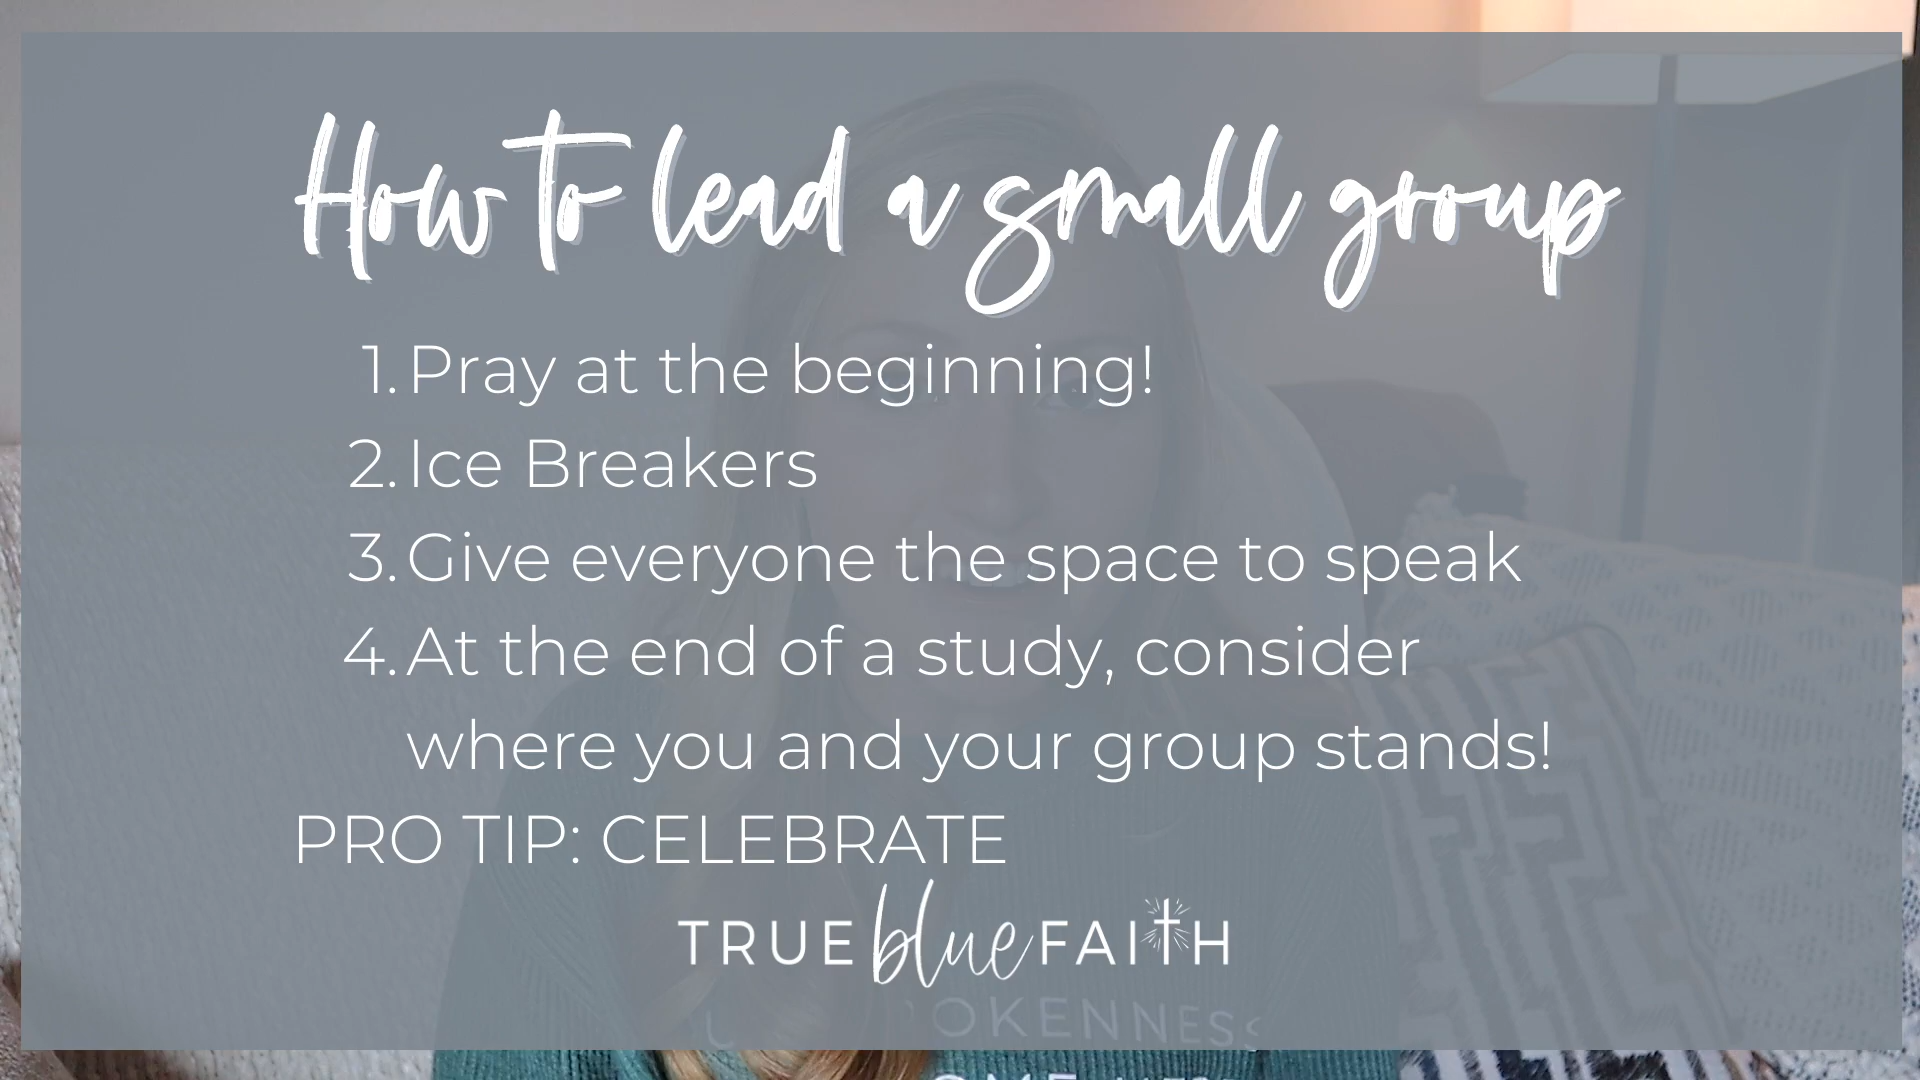 How to lead a small group
1. Pray at the beginning!
2. Ice Breakers
3. Give everyone the space to speak
4. At the end of a study, consider
where you and your group stands!
PRO TIP: CELEBRATE
TRUE blue FAITH